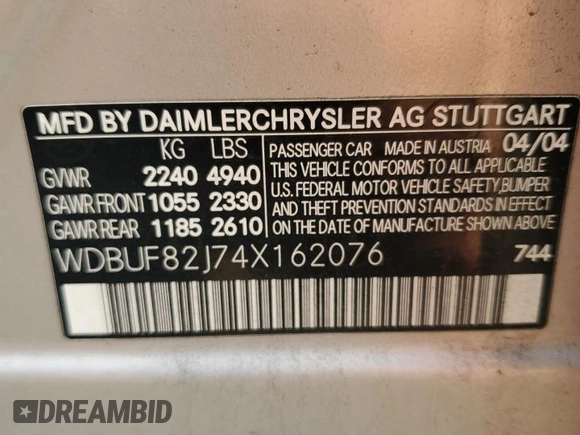 MFD BY DAIMLERCHRYSLER AG STUTTGART
KG LBS
GVWR 2240 4940
GAWR FRONT 1055 2330
GAWR REAR 1185 2610
PASSENGER CAR MADE IN AUSTRIA 04/04
THIS VEHICLE CONFORMS TO ALL APPLICABLE
U.S. FEDERAL MOTOR VEHICLE SAFETY, BUMPER
AND THEFT PREVENTION STANDARDS IN EFFECT
ON THE DATE OF MANUFACTURE SHOWN ABOVE
WDBUF82J74X162076 744
DREAMBID